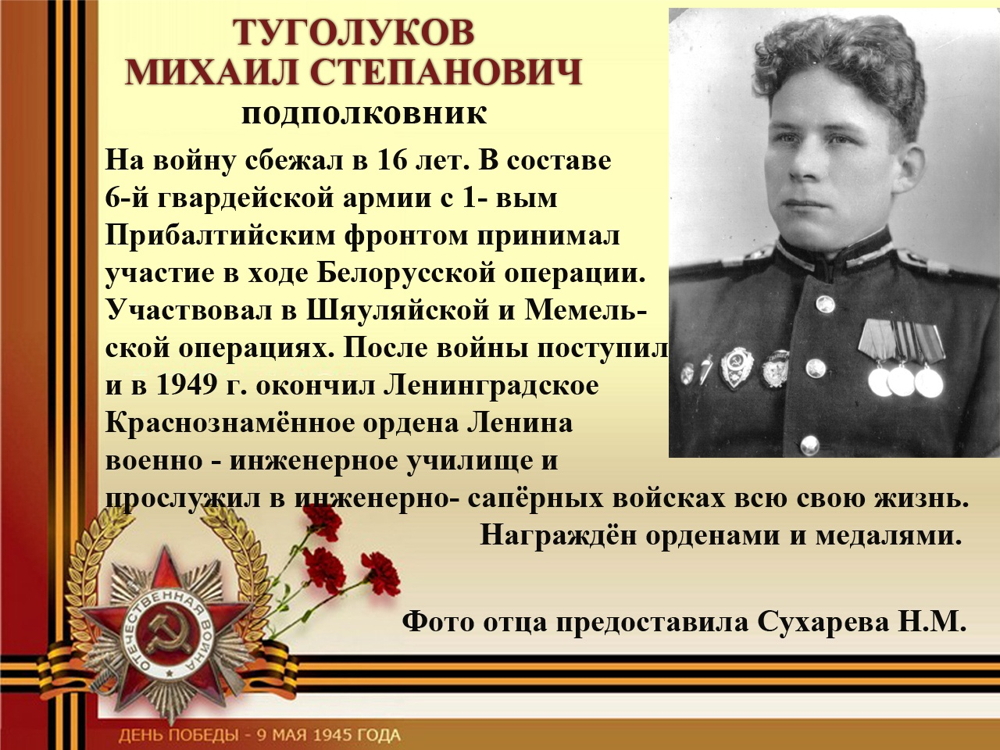 ТУГОЛУКОВ
МИХАИЛ СТЕПАНОВИЧ
подполковник
На войну сбежал в 16 лет. В составе
6-й гвардейской армии с 1- вым
Прибалтийским фронтом принимал
участие в ходе Белорусской операции.
Участвовал в Шяуляйской и Мемель-
ской операциях. После войны поступил
и в 1949 г. окончил Ленинградское
Краснознамённое ордена Ленина
военно - инженерное училище и
прослужил в инженерно- сапёрных войсках всю свою жизнь.
Награждён орденами и медалями.
Фото отца предоставила Сухарева Н.М.
ОТЕЧЕСТВЕННАЯ ВОЙНА
ДЕНЬ ПОБЕДЫ - 9 МАЯ 1945 ГОДА